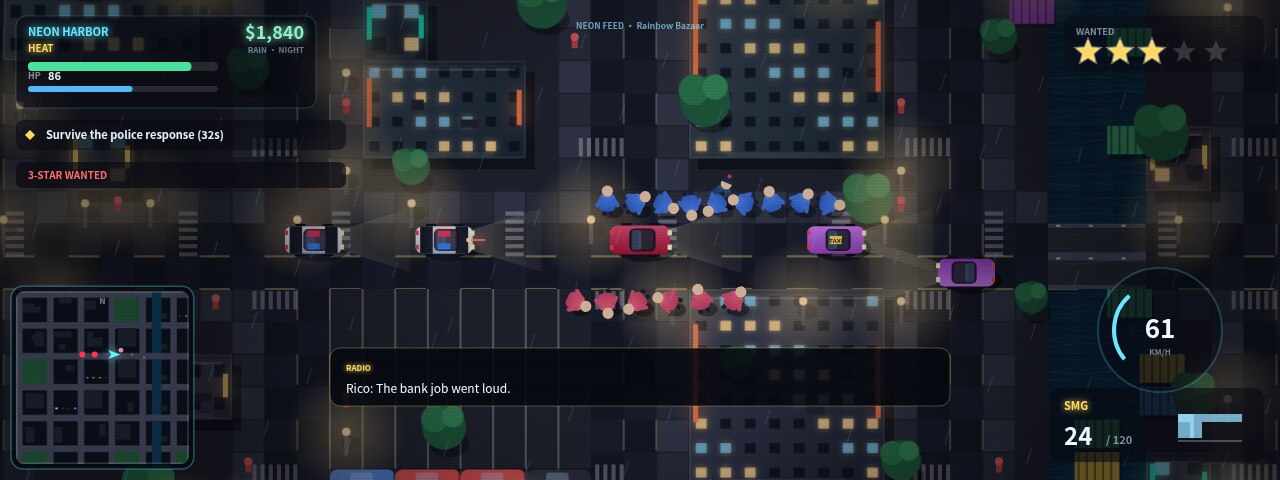 NEON HARBOR
$1,840
HEAT
RAIN • NIGHT
HP 86
Survive the police response (32s)
3-STAR WANTED
NEON FEED • Rainbow Bazaar
WANTED
TAXI
N
61
KM/H
RADIO
Rico: The bank job went loud.
SMG
24 / 120